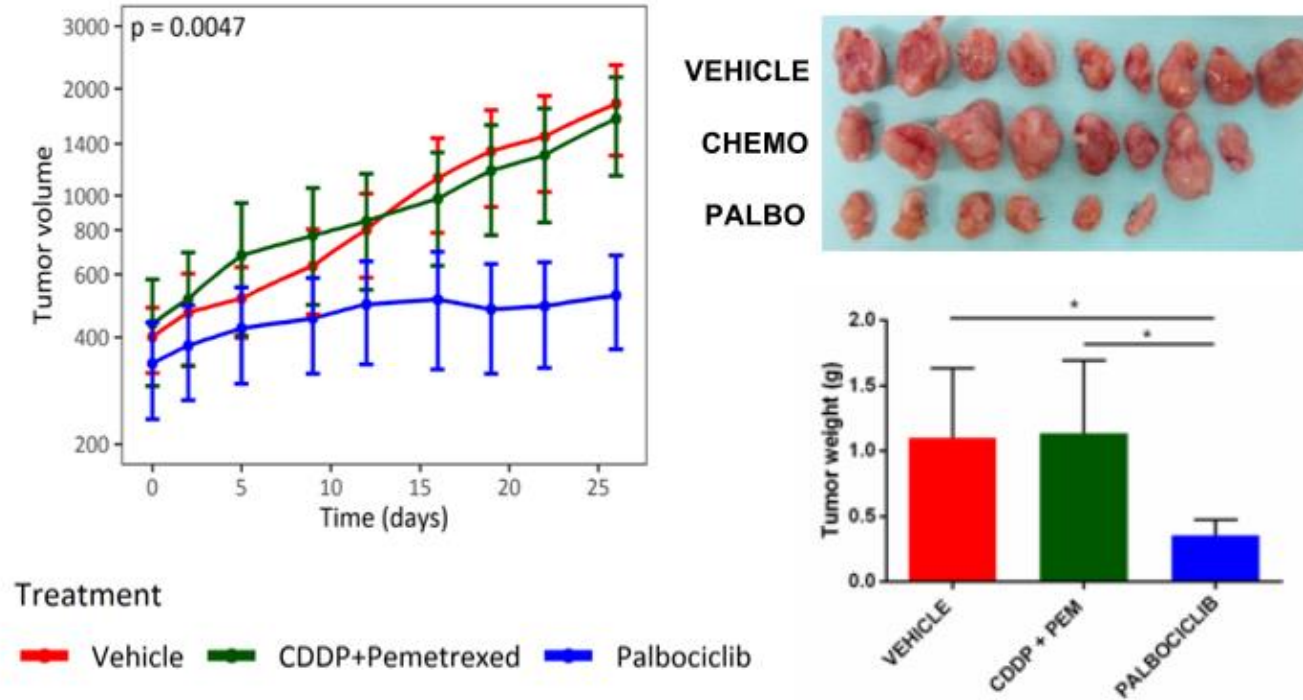 3000
p = 0.0047
2000
1400
1000
800
600
400
200
Tumor volume
0 5 10 15 20 25
Time (days)
Treatment
Vehicle CDDP+Pemetrexed Palbociclib
VEHICLE
CHEMO
PALBO
2.0
1.5
1.0
0.5
0.0
Tumor weight (g)
*
*
VEHICLE
CDDP + PEM
PALBOCICLIB